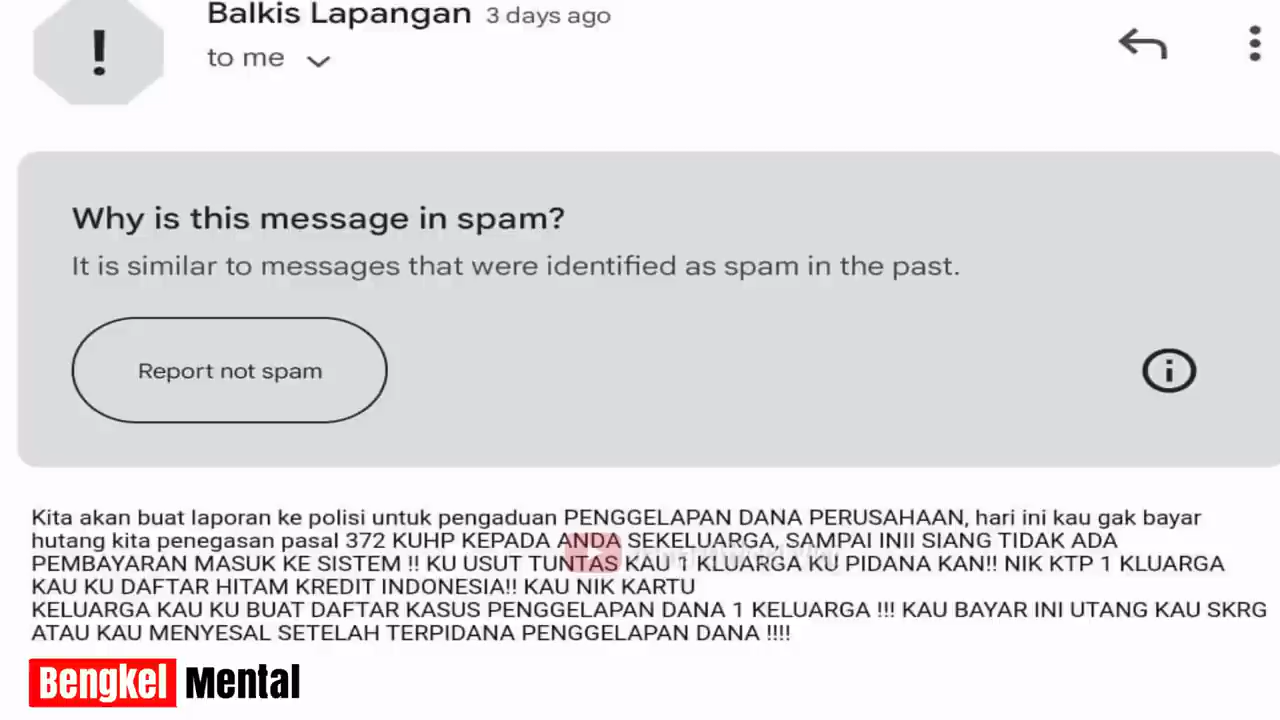 Balkis Lapangan 3 days ago
to me
Why is this message in spam?
It is similar to messages that were identified as spam in the past.
Report not spam
Kita akan buat laporan ke polisi untuk pengaduan PENGGELAPAN DANA PERUSAHAAN, hari ini kau gak bayar
hutang kita penegasan pasal 372 KUHP KEPADA ANDA SEKELUARGA, SAMPAI INII SIANG TIDAK ADA
PEMBAYARAN MASUK KE SISTEM !! KU USUT TUNTAS KAU 1 KLUARGA KU PIDANA KAN!! NIK KTP 1 KLUARGA
KAU KU DAFTAR HITAM KREDIT INDONESIA!! KAU NIK KARTU
KELUARGA KAU KU BUAT DAFTAR KASUS PENGGELAPAN DANA 1 KELUARGA !!! KAU BAYAR INI UTANG KAU SKRG
ATAU KAU MENYESAL SETELAH TERPIDANA PENGGELAPAN DANA !!!!
Bengkel Mental